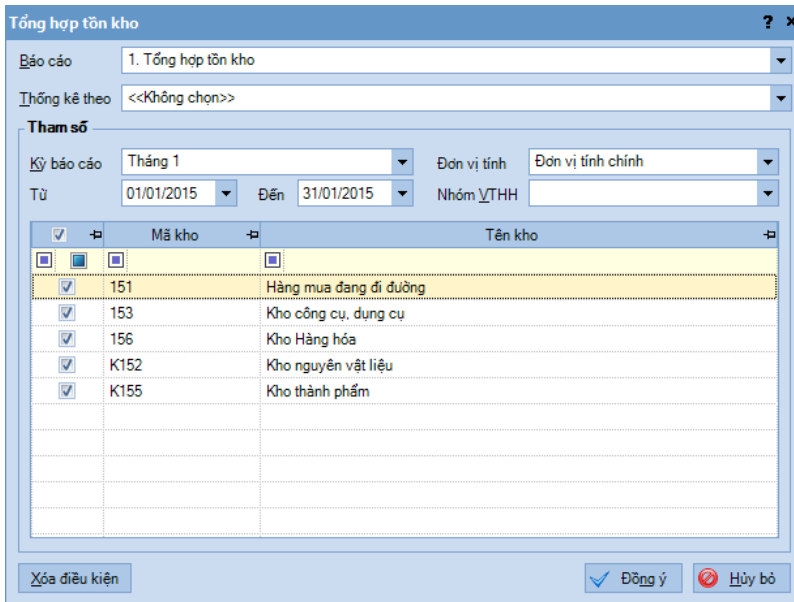 Tổng hợp tồn kho ? x
Báo cáo 1. Tổng hợp tồn kho
Thống kê theo <<Không chọn>>
Tham số
Kỳ báo cáo Tháng 1 Đơn vị tính Đơn vị tính chính
Từ 01/01/2015 Đến 31/01/2015 Nhóm VTHH
Mã kho Tên kho
151 Hàng mua đang đi đường
153 Kho công cụ, dụng cụ
156 Kho Hàng hóa
K152 Kho nguyên vật liệu
K155 Kho thành phẩm
Xóa điều kiện Đồng ý Hủy bỏ